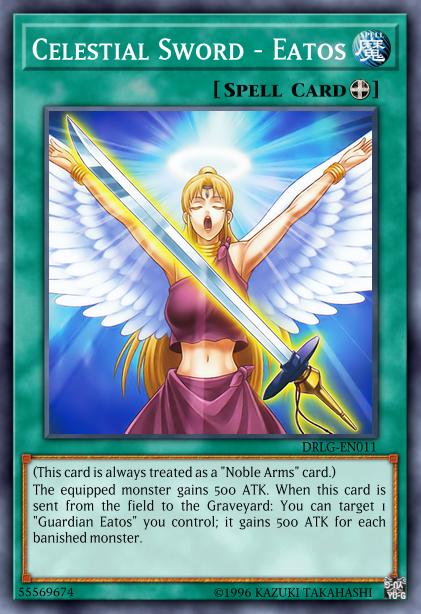 Celestial Sword - Eatos
SPELL
魔
[Spell Card]
DRLG-EN011
(This card is always treated as a "Noble Arms" card.)
The equipped monster gains 500 ATK. When this card is
sent from the field to the Graveyard: You can target 1
"Guardian Eatos" you control; it gains 500 ATK for each
banished monster.
55569674
©1996 KAZUKI TAKAHASHI